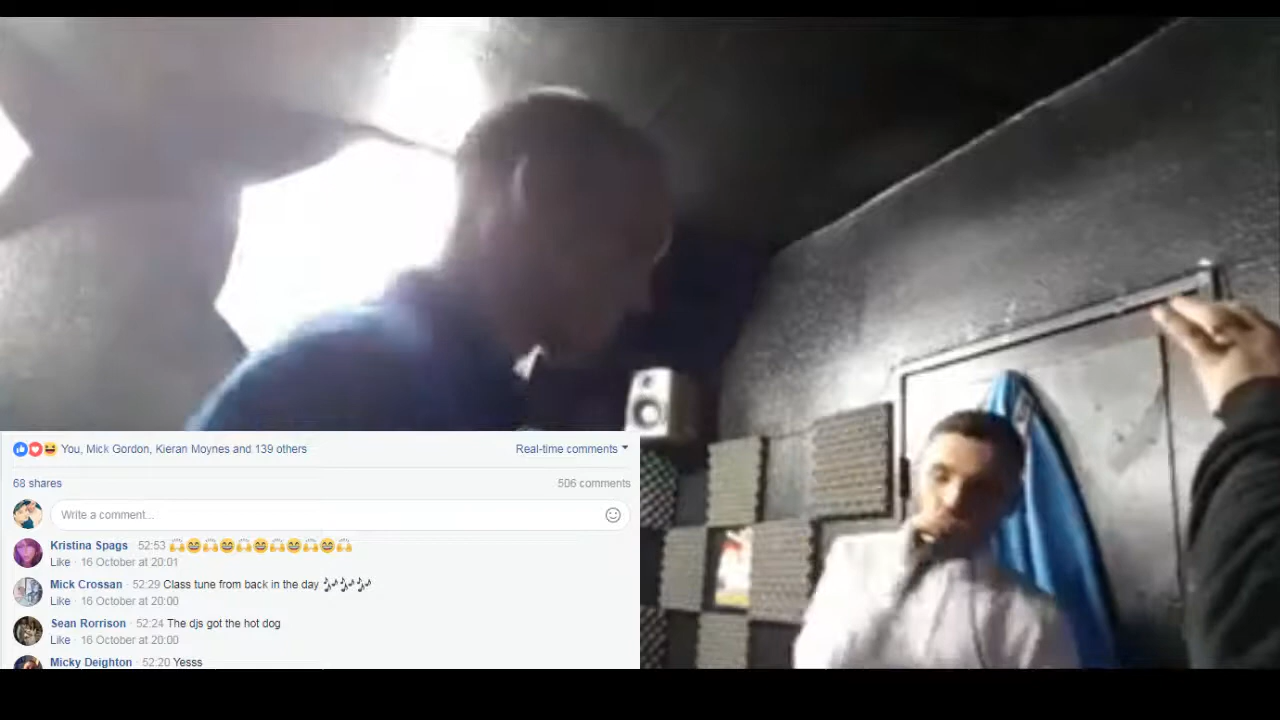 You, Mick Gordon, Kieran Moynes and 139 others
Real-time comments
68 shares
506 comments
Write a comment...
Kristina Spags · 52:53 🙌😄🙌😄🙌😄🙌😄🙌😄🙌
Like · 16 October at 20:01
Mick Crossan · 52:29 Class tune from back in the day 🎶🎶🎶
Like · 16 October at 20:00
Sean Rorrison · 52:24 The djs got the hot dog
Like · 16 October at 20:00
Micky Deighton · 52:20 Yesss